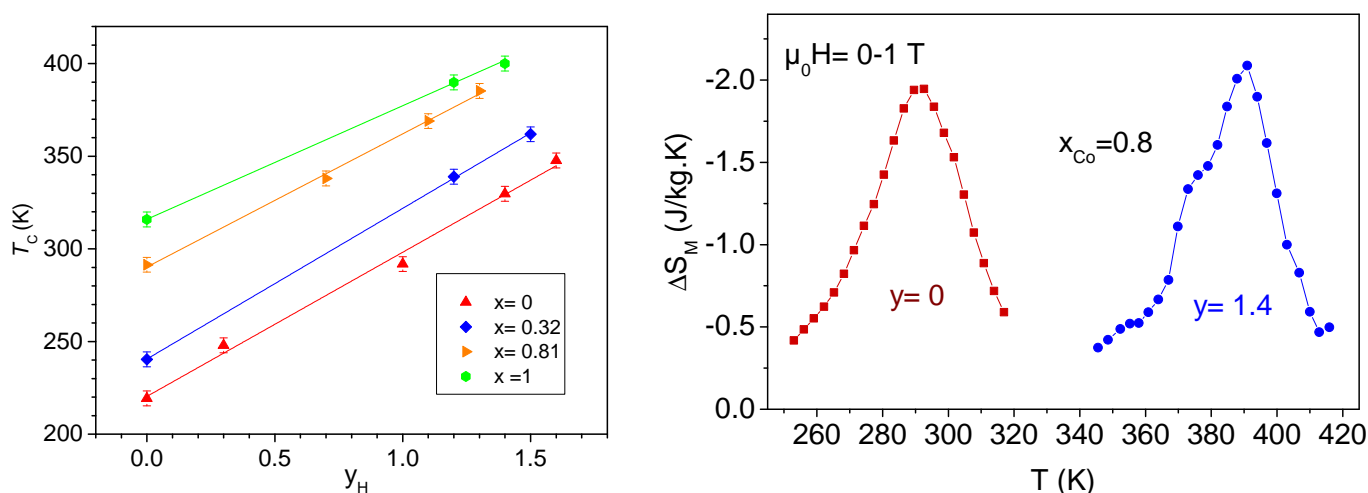 400
350
300
250
200
T_C (K)
0.0 0.5 1.0 1.5
y_H
x= 0
x= 0.32
x= 0.81
x =1
μ₀H= 0-1 T
x_Co=0.8
y= 0
y= 1.4
-2.0
-1.5
-1.0
-0.5
0.0
ΔS_M (J/kg.K)
260 280 300 320 340 360 380 400 420
T (K)